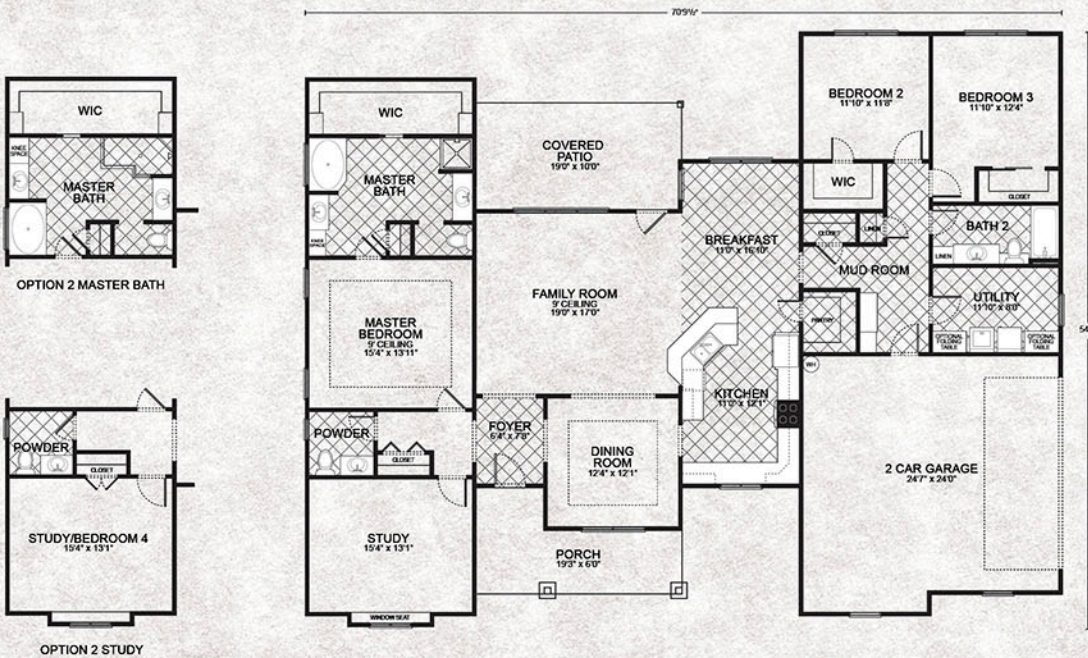 70'9½"
WIC
KNEE
SPACE
MASTER
BATH
OPTION 2 MASTER BATH
POWDER
CLOSET
STUDY/BEDROOM 4
15'4" x 13'1"
OPTION 2 STUDY
WIC
MASTER
BATH
KNEE
SPACE
MASTER
BEDROOM
9' CEILING
15'4" x 13'11"
POWDER
CLOSET
STUDY
15'4" x 13'1"
WINDOW SEAT
COVERED
PATIO
19'0" x 10'0"
FAMILY ROOM
9' CEILING
19'0" x 17'0"
FOYER
6'4" x 7'8"
DINING
ROOM
12'4" x 12'1"
PORCH
19'3" x 6'0"
BREAKFAST
11'0" x 16'10"
KITCHEN
11'0" x 12'1"
BEDROOM 2
11'10" x 11'8"
BEDROOM 3
11'10" x 12'4"
WIC
CLOSET
CLOSET
LINEN
BATH 2
LINEN
MUD ROOM
UTILITY
11'10" x 8'0"
PANTRY
OPTIONAL
FOLDING
TABLE
OPTIONAL
FOLDING
TABLE
WH
2 CAR GARAGE
24'7" x 24'0"